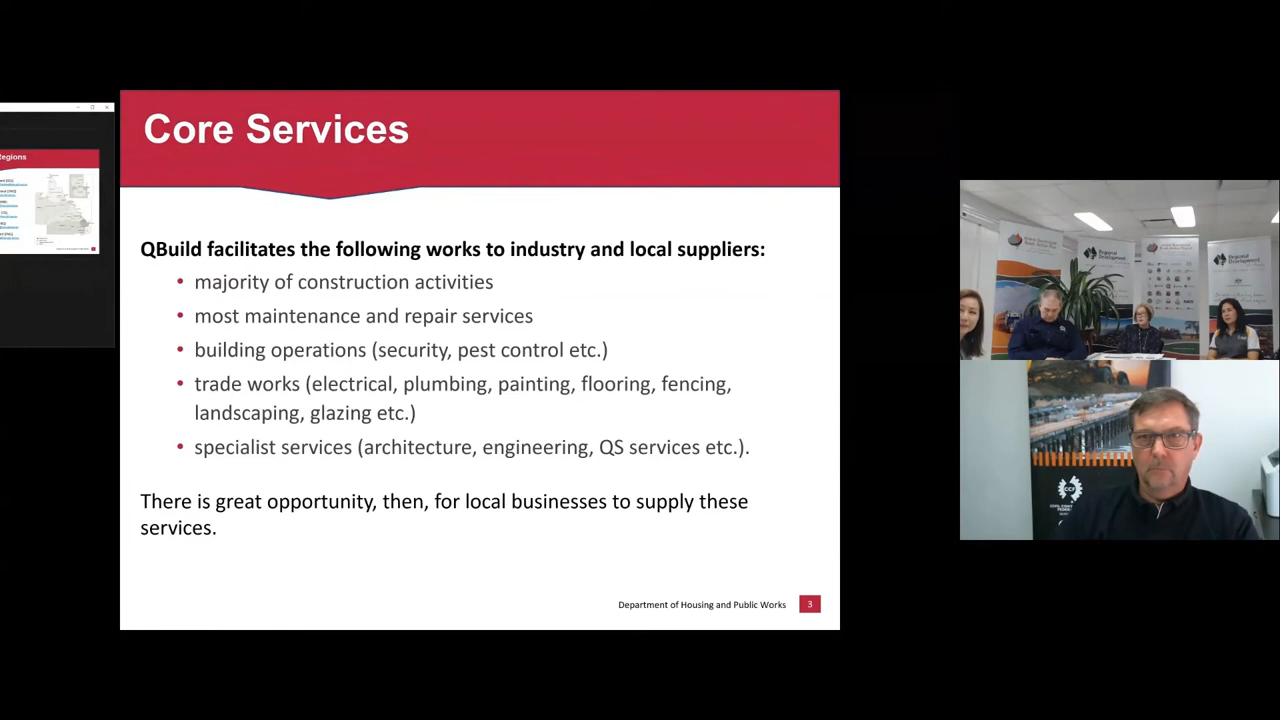 Core Services
QBuild facilitates the following works to industry and local suppliers:
• majority of construction activities
• most maintenance and repair services
• building operations (security, pest control etc.)
• trade works (electrical, plumbing, painting, flooring, fencing,
landscaping, glazing etc.)
• specialist services (architecture, engineering, QS services etc.).
There is great opportunity, then, for local businesses to supply these
services.
Department of Housing and Public Works
3
Regional
Development
Regional
Development
CCF